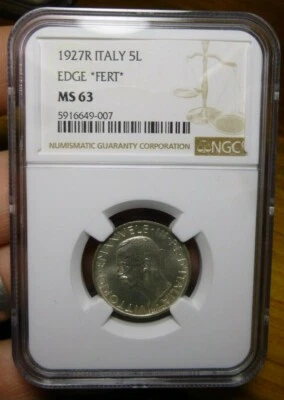 1927R ITALY 5L
EDGE *FERT*
MS 63
5916649-007
NUMISMATIC GUARANTY CORPORATION
NGC